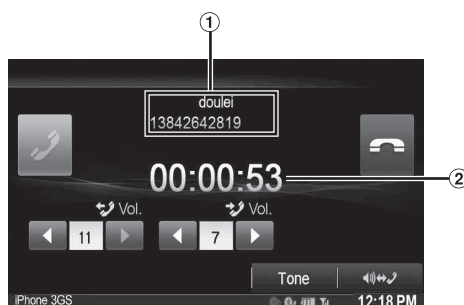 ①
doulei
13842642819
00:00:53
②
Vol. Vol.
11 7
Tone
iPhone 3GS 12:18 PM